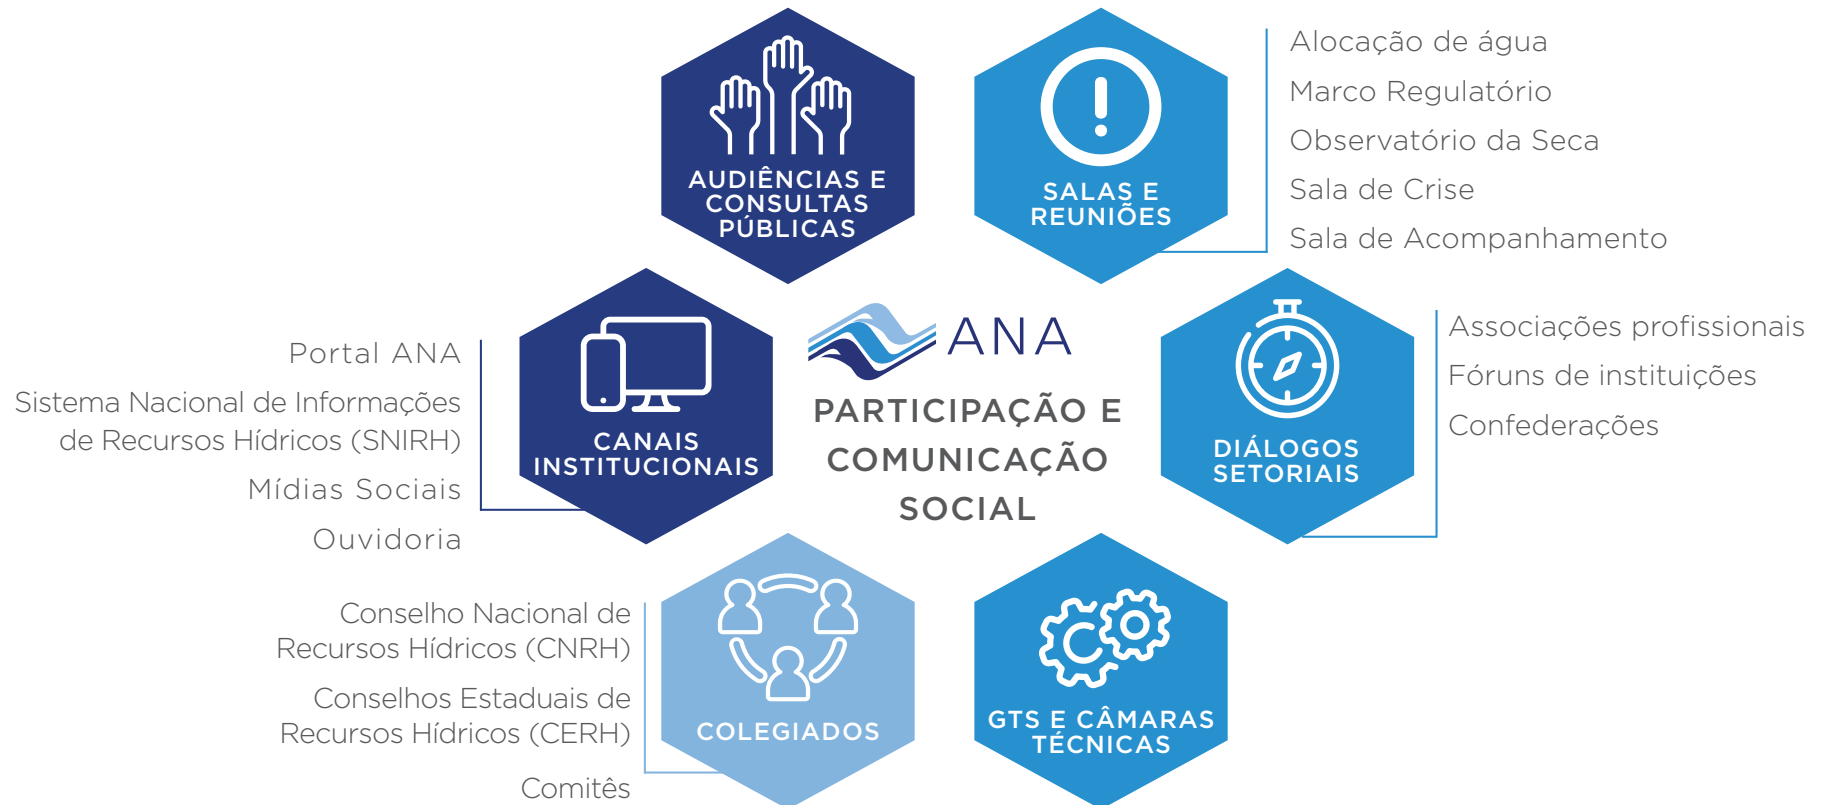 AUDIÊNCIAS E
CONSULTAS
PÚBLICAS
SALAS E
REUNIÕES
Alocação de água
Marco Regulatório
Observatório da Seca
Sala de Crise
Sala de Acompanhamento
Portal ANA
Sistema Nacional de Informações
de Recursos Hídricos (SNIRH)
Mídias Sociais
Ouvidoria
CANAIS
INSTITUCIONAIS
ANA
PARTICIPAÇÃO E
COMUNICAÇÃO
SOCIAL
DIÁLOGOS
SETORIAIS
Associações profissionais
Fóruns de instituições
Confederações
Conselho Nacional de
Recursos Hídricos (CNRH)
Conselhos Estaduais de
Recursos Hídricos (CERH)
Comitês
COLEGIADOS
GTS E CÂMARAS
TÉCNICAS